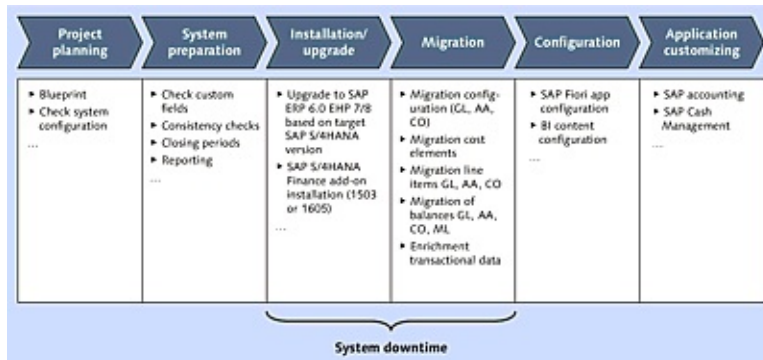 Project
planning
System
preparation
Installation/
upgrade
Migration
Configuration
Application
customizing
▶ Blueprint
▶ Check system
configuration
...
▶ Check custom
fields
▶ Consistency checks
▶ Closing periods
▶ Reporting
...
▶ Upgrade to SAP
ERP 6.0 EHP 7/8
based on target
SAP S/4HANA
version
▶ SAP S/4HANA
Finance add-on
installation (1503
or 1605)
...
▶ Migration config-
uration (GL, AA,
CO)
▶ Migration cost
elements
▶ Migration line
items GL, AA, CO
▶ Migration of
balances GL, AA,
CO, ML
▶ Enrichment
transactional data
▶ SAP Fiori app
configuration
▶ BI content
configuration
...
▶ SAP accounting
▶ SAP Cash
Management
...
System downtime